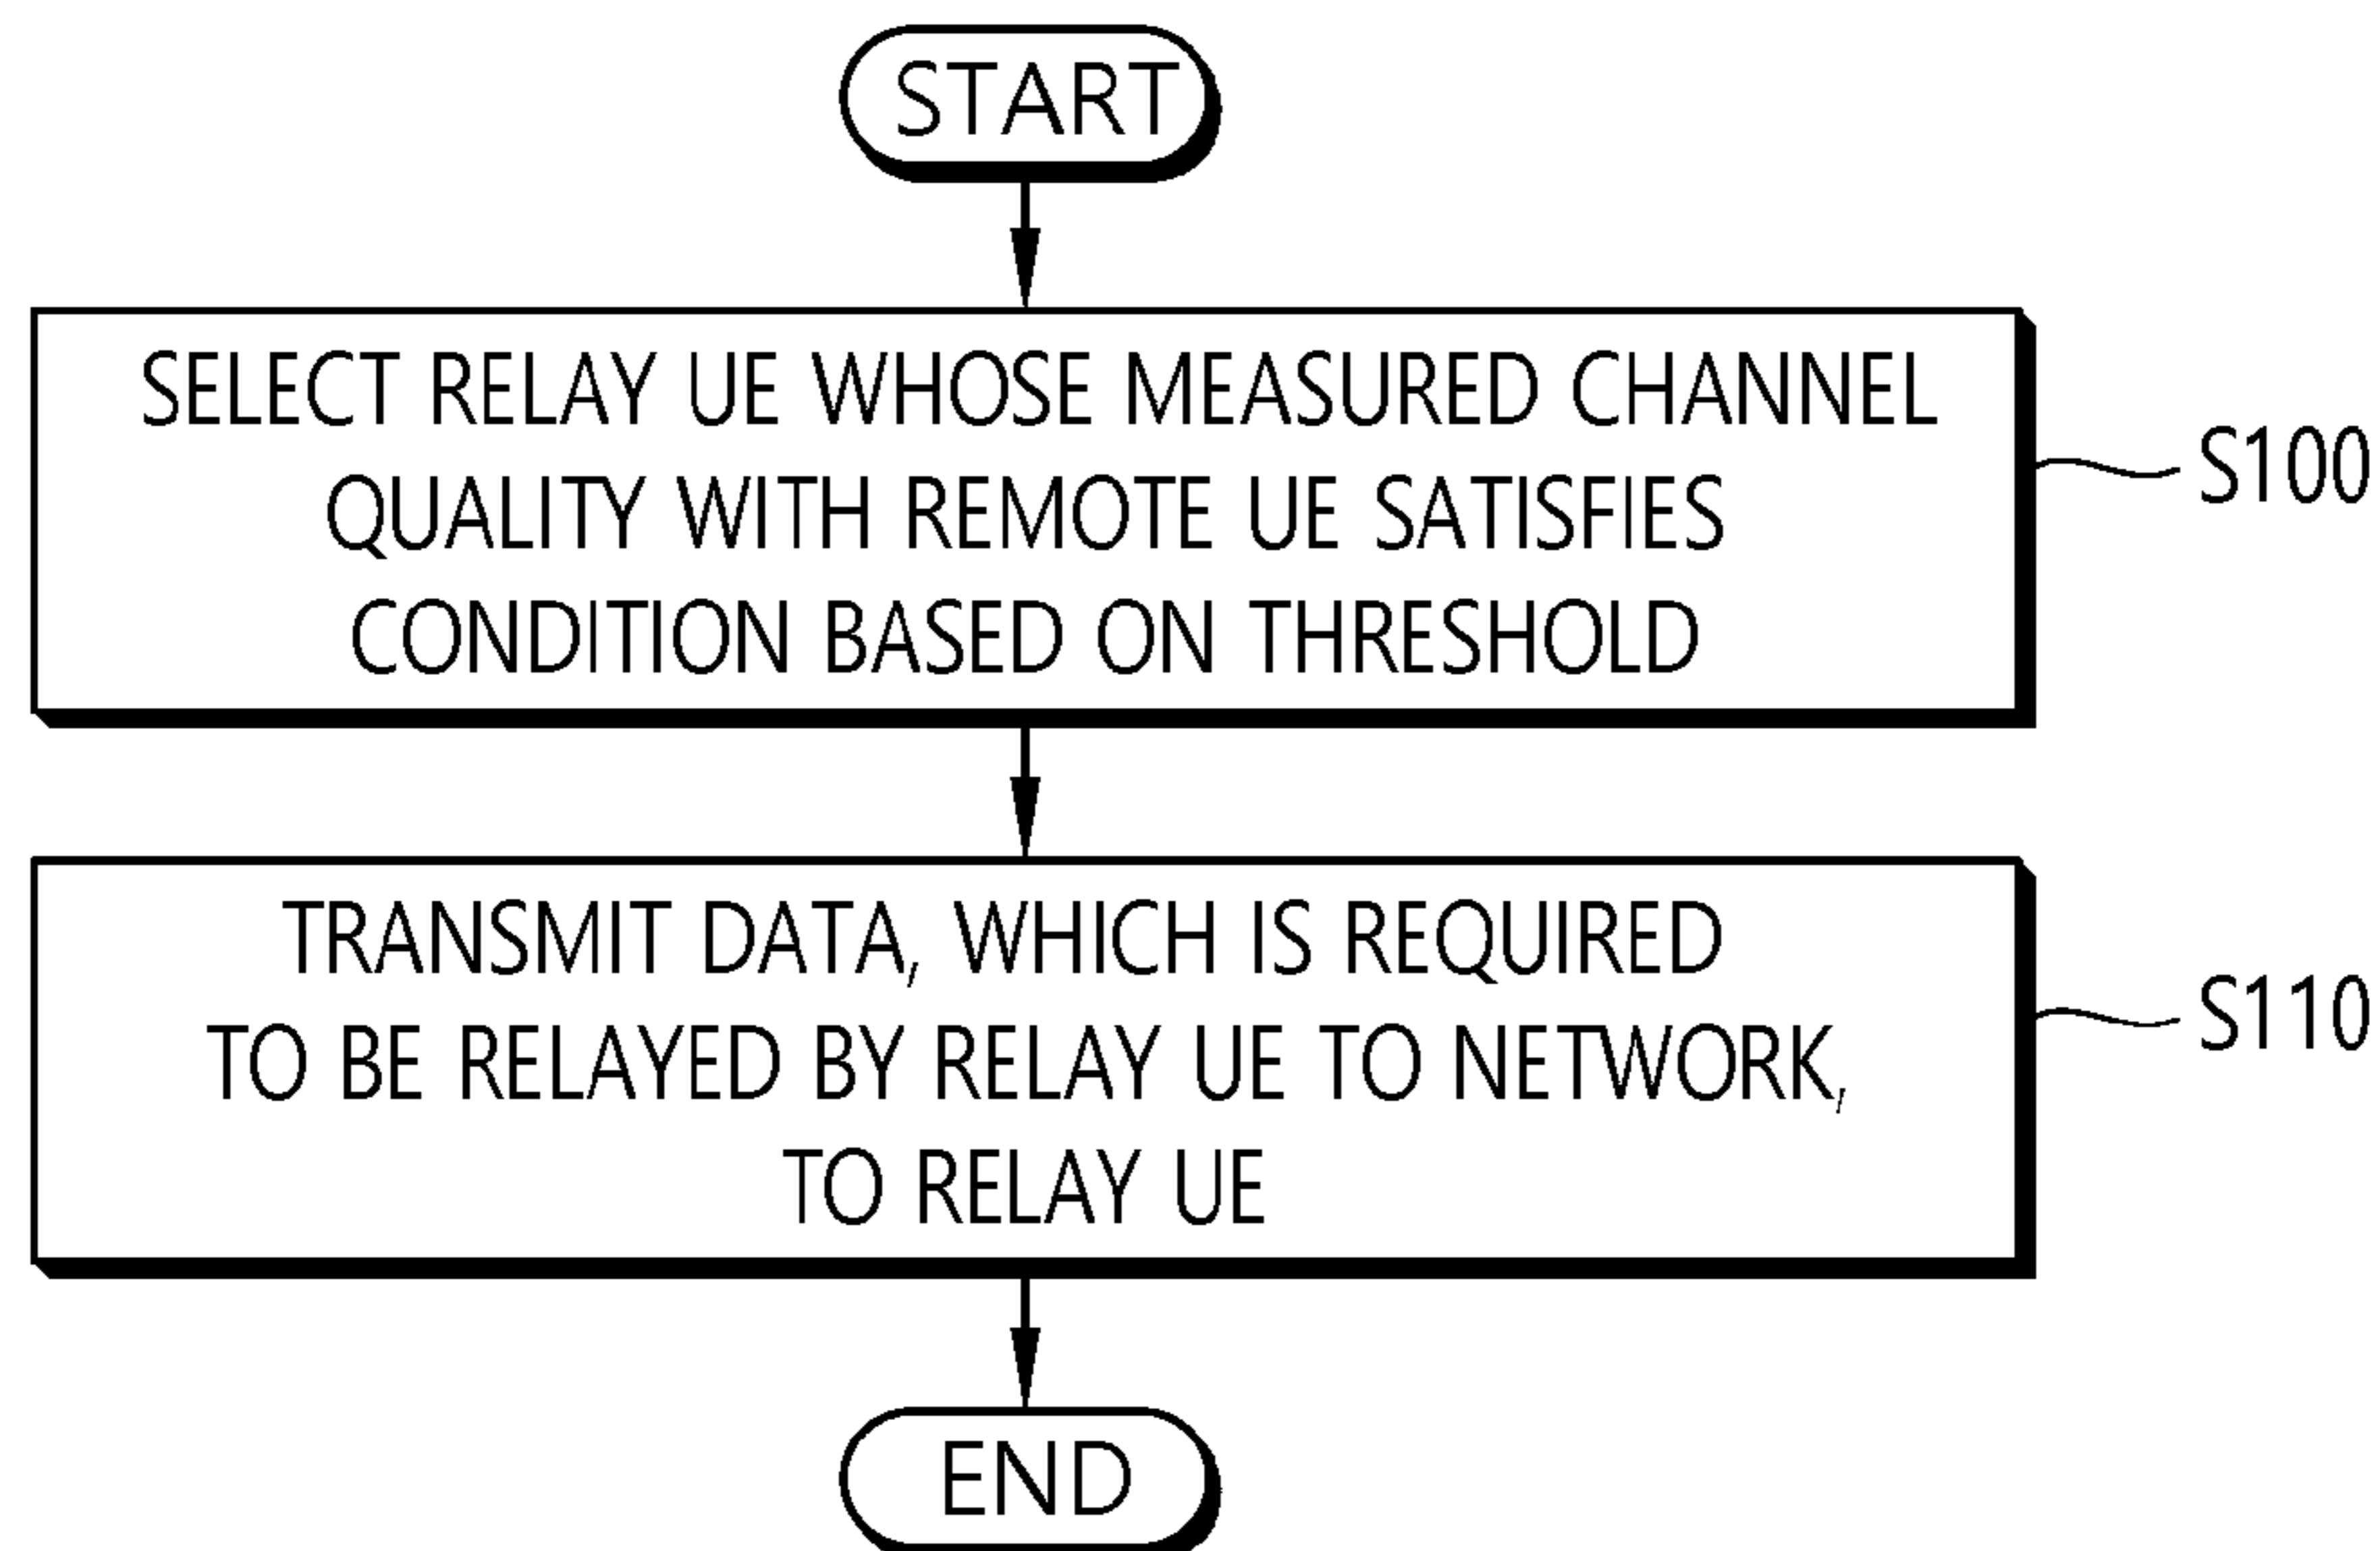 START
SELECT RELAY UE WHOSE MEASURED CHANNEL
QUALITY WITH REMOTE UE SATISFIES
CONDITION BASED ON THRESHOLD
S100
TRANSMIT DATA, WHICH IS REQUIRED
TO BE RELAYED BY RELAY UE TO NETWORK,
TO RELAY UE
S110
END